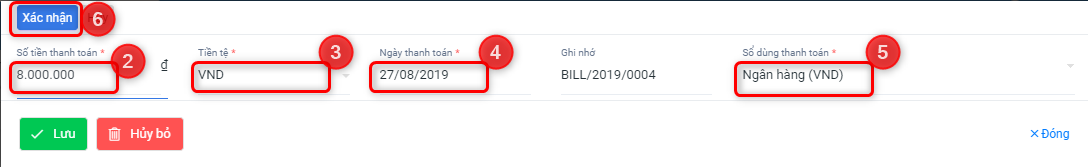 Xác nhận 6
Số tiền thanh toán * 2 Tiền tệ * 3 Ngày thanh toán * 4 Ghi nhớ Sổ dùng thanh toán * 5
8.000.000 ₫ VND 27/08/2019 BILL/2019/0004 Ngân hàng (VND)
Lưu Hủy bỏ × Đóng